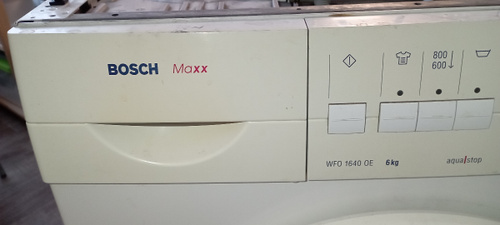 BOSCH Maxx
800
600↓
WFO 1640 OE 6kg aqua/stop